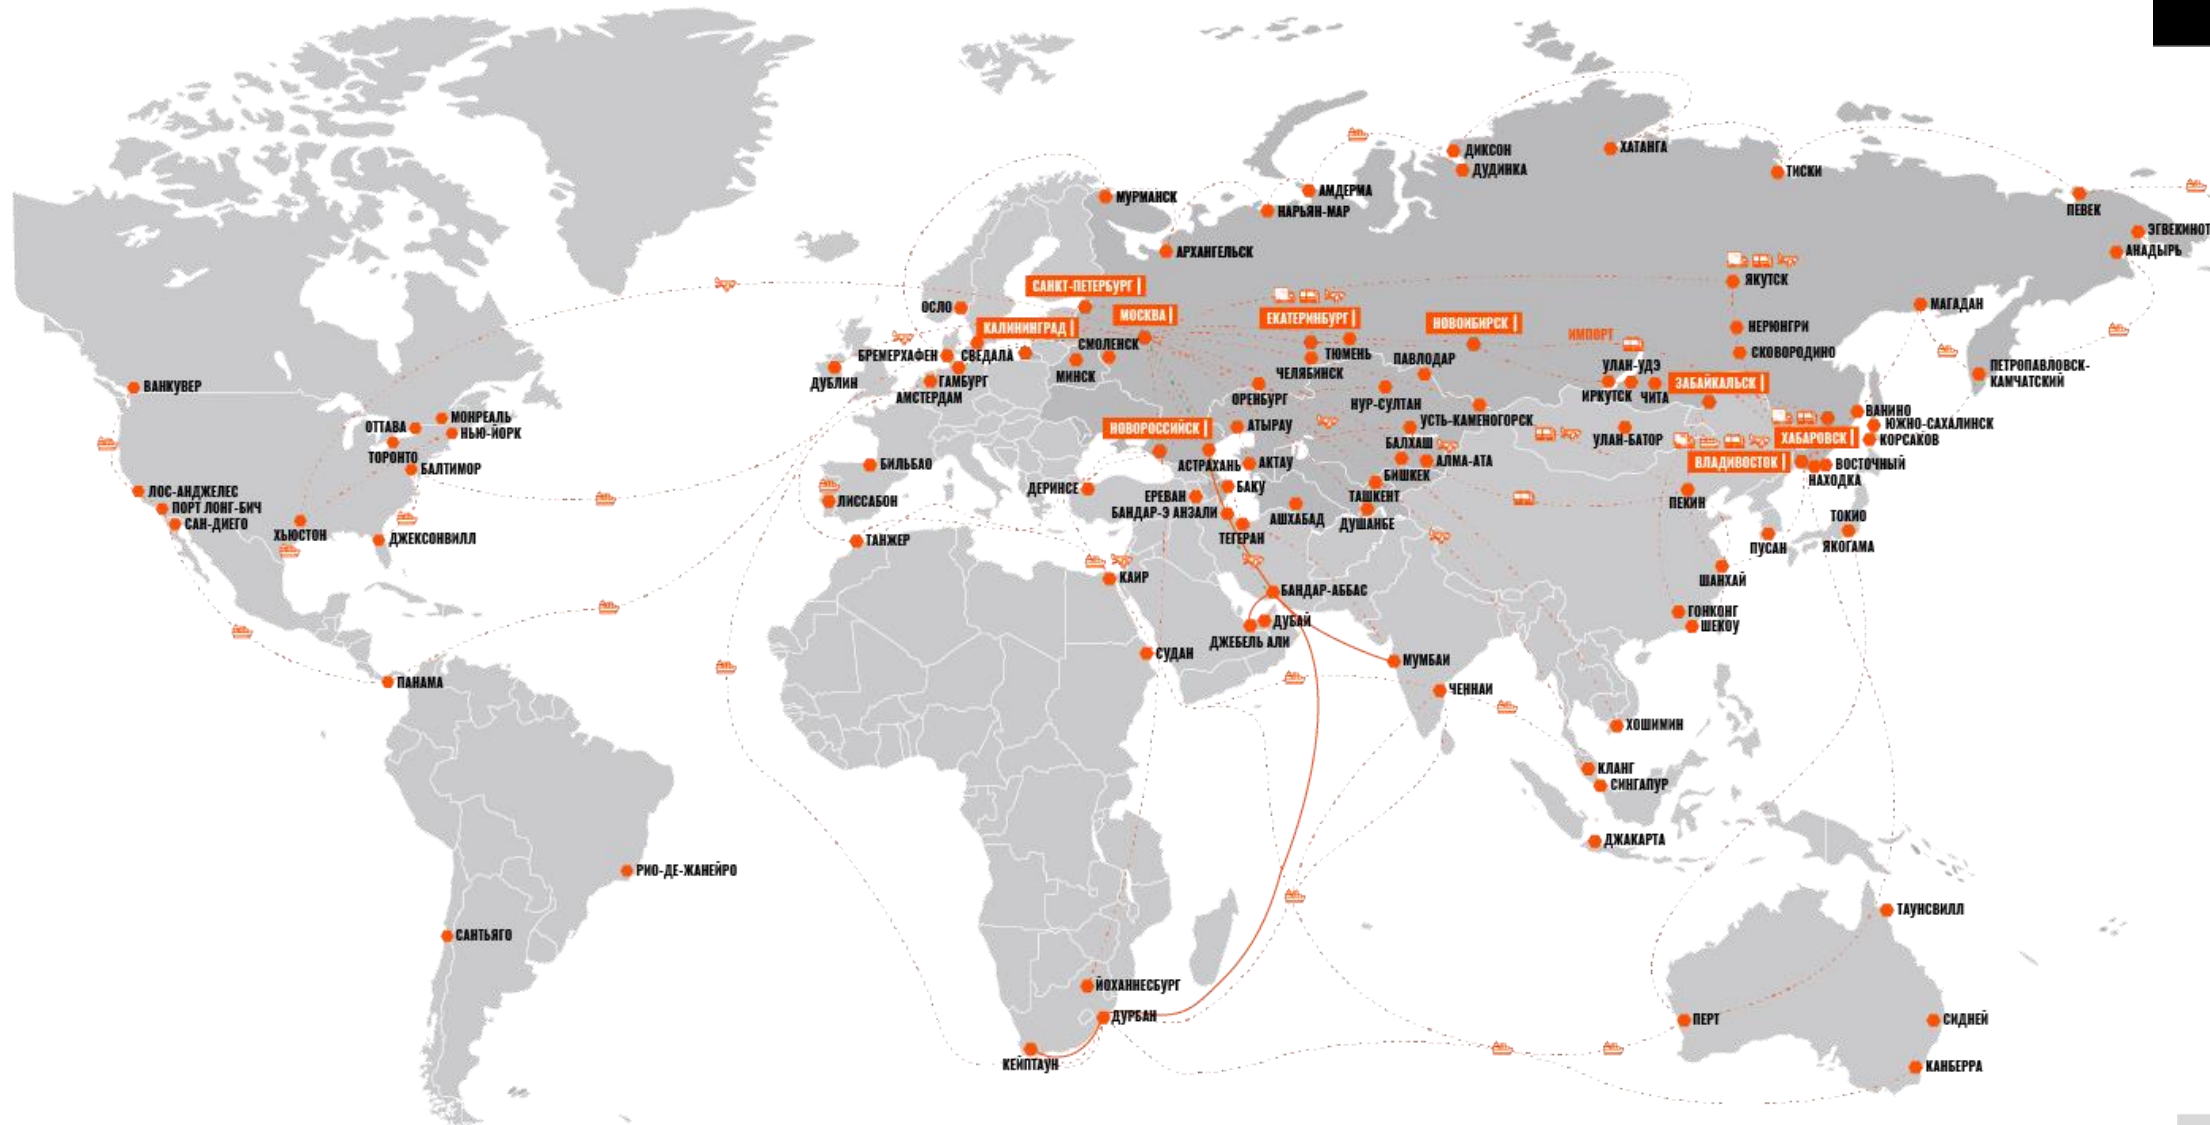 ДИКСОН
ДУДИНКА
ХАТАНГА
ТИСКИ
МУРМАНСК
АМДЕРМА
НАРЬЯН-МАР
ПЕВЕК
ЭГВЕКИНОТ
АНАДЫРЬ
АРХАНГЕЛЬСК
САНКТ-ПЕТЕРБУРГ
ЯКУТСК
ОСЛО
МОСКВА
ЕКАТЕРИНБУРГ
НОВОИБИРСК
МАГАДАН
КАЛИНИНГРАД
НЕРЮНГРИ
ИМПОРТ
СМОЛЕНСК
БРЕМЕРХАФЕН
СВЕДАЛА
ТЮМЕНЬ
ПАВЛОДАР
СКОВОРОДИНО
УЛАН-УДЭ
ПЕТРОПАВЛОВСК-
КАМЧАТСКИЙ
ВАНКУВЕР
ДУБЛИН
ГАМБУРГ
МИНСК
ЧЕЛЯБИНСК
ЗАБАЙКАЛЬСК
АМСТЕРДАМ
ОРЕНБУРГ
НУР-СУЛТАН
ИРКУТСК
ЧИТА
МОНРЕАЛЬ
ОТТАВА
НЬЮ-ЙОРК
НОВОРОССИЙСК
АТЫРАУ
УСТЬ-КАМЕНОГОРСК
ВАНИНО
ЮЖНО-САХАЛИНСК
БАЛХАШ
УЛАН-БАТОР
ХАБАРОВСК
КОРСАКОВ
ТОРОНТО
БАЛТИМОР
БИЛЬБАО
АСТРАХАНЬ
АКТАУ
АЛМА-АТА
ВЛАДИВОСТОК
ВОСТОЧНЫЙ
БИШКЕК
НАХОДКА
ЛОС-АНДЖЕЛЕС
ДЕРИНСЕ
БАКУ
ПОРТ ЛОНГ-БИЧ
ЛИССАБОН
ЕРЕВАН
ТАШКЕНТ
ПЕКИН
БАНДАР-Э АНЗАЛИ
САН-ДИЕГО
АШХАБАД
ДУШАНБЕ
ТОКИО
ХЬЮСТОН
ДЖЕКСОНВИЛЛ
ТАНЖЕР
ТЕГЕРАН
ПУСАН
ЯКОГАМА
КАИР
ШАНХАЙ
БАНДАР-АББАС
ДУБАЙ
ГОНКОНГ
ШЕКОУ
ДЖЕБЕЛЬ АЛИ
СУДАН
МУМБАИ
ПАНАМА
ЧЕННАИ
ХОШИМИН
КЛАНГ
СИНГАПУР
ДЖАКАРТА
РИО-ДЕ-ЖАНЕЙРО
ТАУНСВИЛЛ
САНТЬЯГО
ЙОХАННЕСБУРГ
ДУРБАН
ПЕРТ
СИДНЕЙ
КЕЙПТАУН
КАНБЕРРА